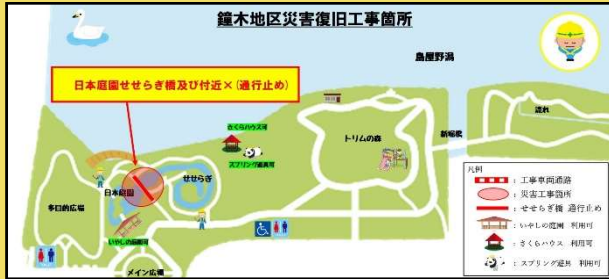 鐘木地区災害復旧工事箇所
鳥屋野潟
日本庭園せせらぎ橋及び付近×(通行止め)
さくらハウス可
トリムの森
新堀橋
流れ
スプリング遊具可
せせらぎ
日本庭園
多目的広場
いやしの庭園可
メイン広場
凡例
：工事車両通路
：災害工事箇所
：せせらぎ橋 通行止め
：いやしの庭園 利用可
：さくらハウス 利用可
：スプリング遊具 利用可